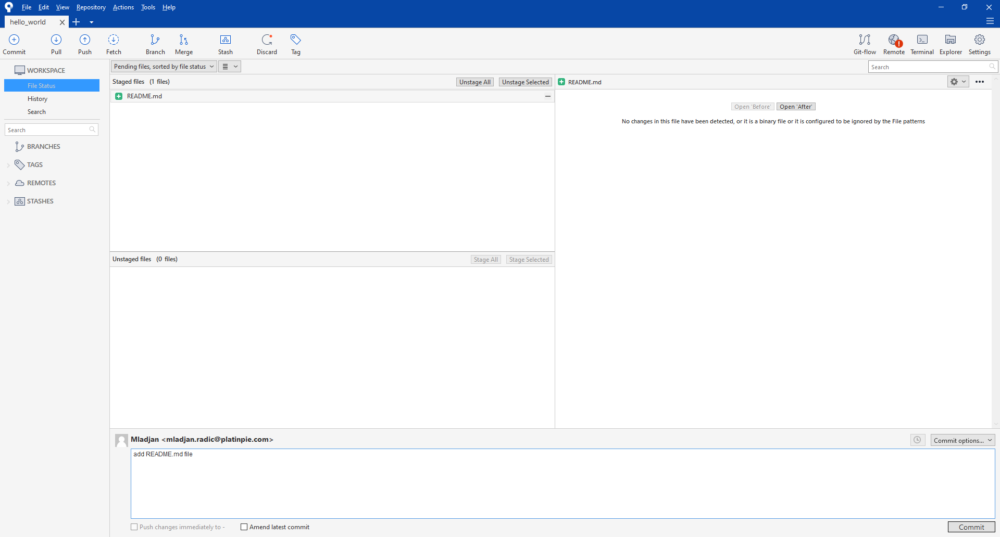 File Edit View Repository Actions Tools Help
hello_world
Commit Pull Push Fetch Branch Merge Stash Discard Tag Git-flow Remote Terminal Explorer Settings
Pending files, sorted by file status
Search
WORKSPACE
File Status
History
Search
Search
BRANCHES
TAGS
REMOTES
STASHES
Staged files (1 files) Unstage All Unstage Selected
README.md
Unstaged files (0 files) Stage All Stage Selected
README.md
Open 'Before' Open 'After'
No changes in this file have been detected, or it is a binary file or it is configured to be ignored by the File patterns
Mladjan <mladjan.radic@platinpie.com>
Commit options...
add README.md file
Push changes immediately to -
Amend latest commit
Commit